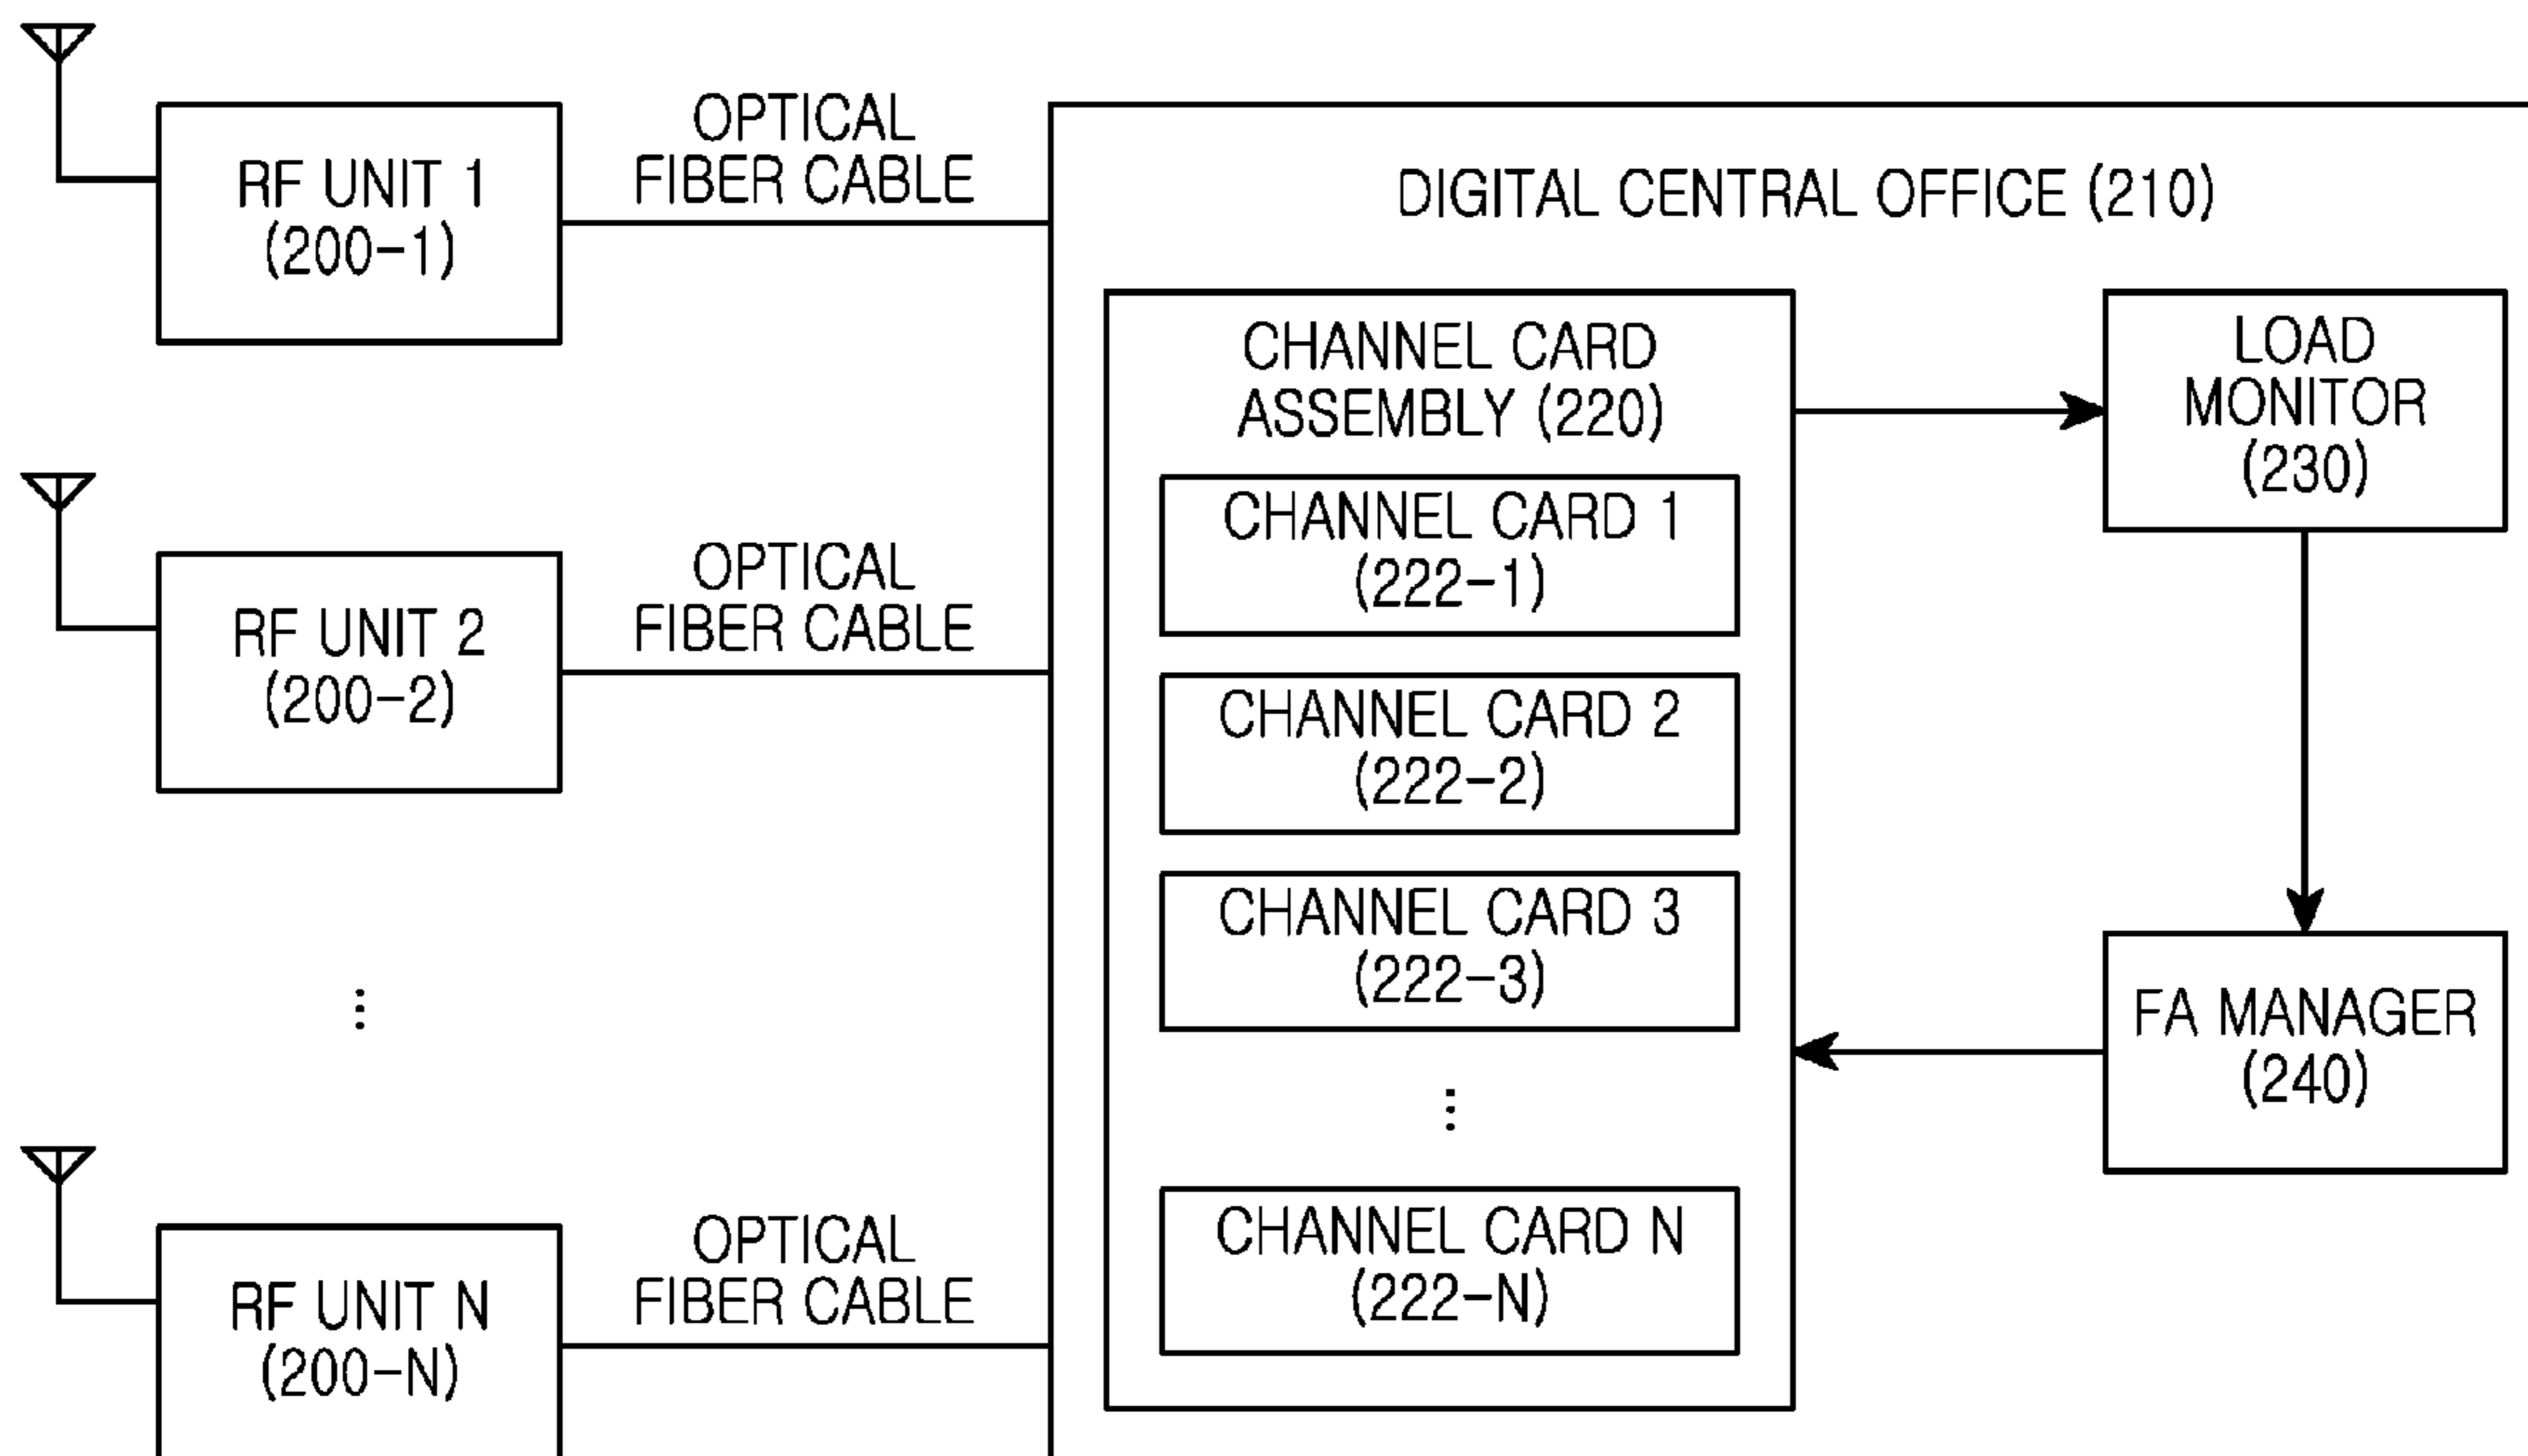 RF UNIT 1
(200-1)
OPTICAL
FIBER CABLE
RF UNIT 2
(200-2)
OPTICAL
FIBER CABLE
⋮
RF UNIT N
(200-N)
OPTICAL
FIBER CABLE
DIGITAL CENTRAL OFFICE (210)
CHANNEL CARD
ASSEMBLY (220)
CHANNEL CARD 1
(222-1)
CHANNEL CARD 2
(222-2)
CHANNEL CARD 3
(222-3)
⋮
CHANNEL CARD N
(222-N)
LOAD
MONITOR
(230)
FA MANAGER
(240)